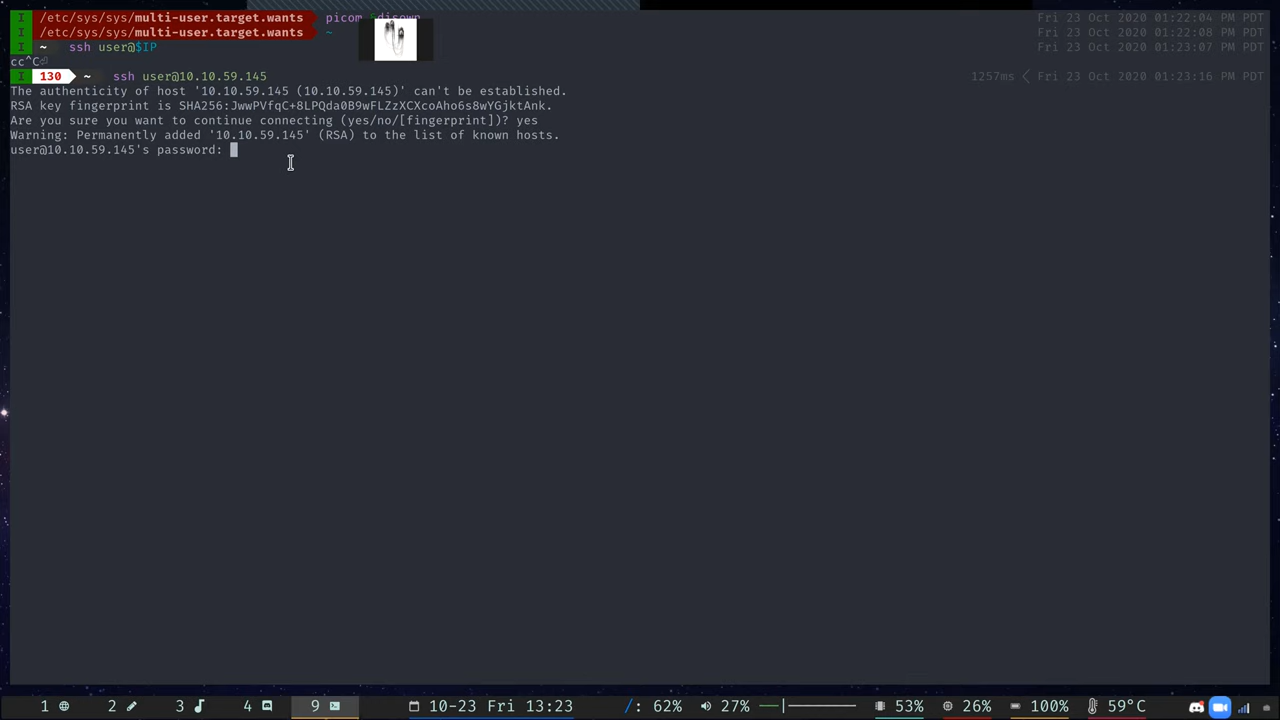 I /etc/sys/sys/multi-user.target.wants picom &disown Fri 23 Oct 2020 01:22:04 PM PDT
I /etc/sys/sys/multi-user.target.wants ~ Fri 23 Oct 2020 01:22:08 PM PDT
I ~ ssh user@$IP Fri 23 Oct 2020 01:23:07 PM PDT
cc^C⏎
I 130 ~ ssh user@10.10.59.145 1257ms Fri 23 Oct 2020 01:23:16 PM PDT
The authenticity of host '10.10.59.145 (10.10.59.145)' can't be established.
RSA key fingerprint is SHA256:JwwPVfqC+8LPQda0B9wFLZzXCXcoAho6s8wYGjktAnk.
Are you sure you want to continue connecting (yes/no/[fingerprint])? yes
Warning: Permanently added '10.10.59.145' (RSA) to the list of known hosts.
user@10.10.59.145's password:
1 2 3 4 9 10-23 Fri 13:23 /: 62% 27% 53% 26% 100% 59°C